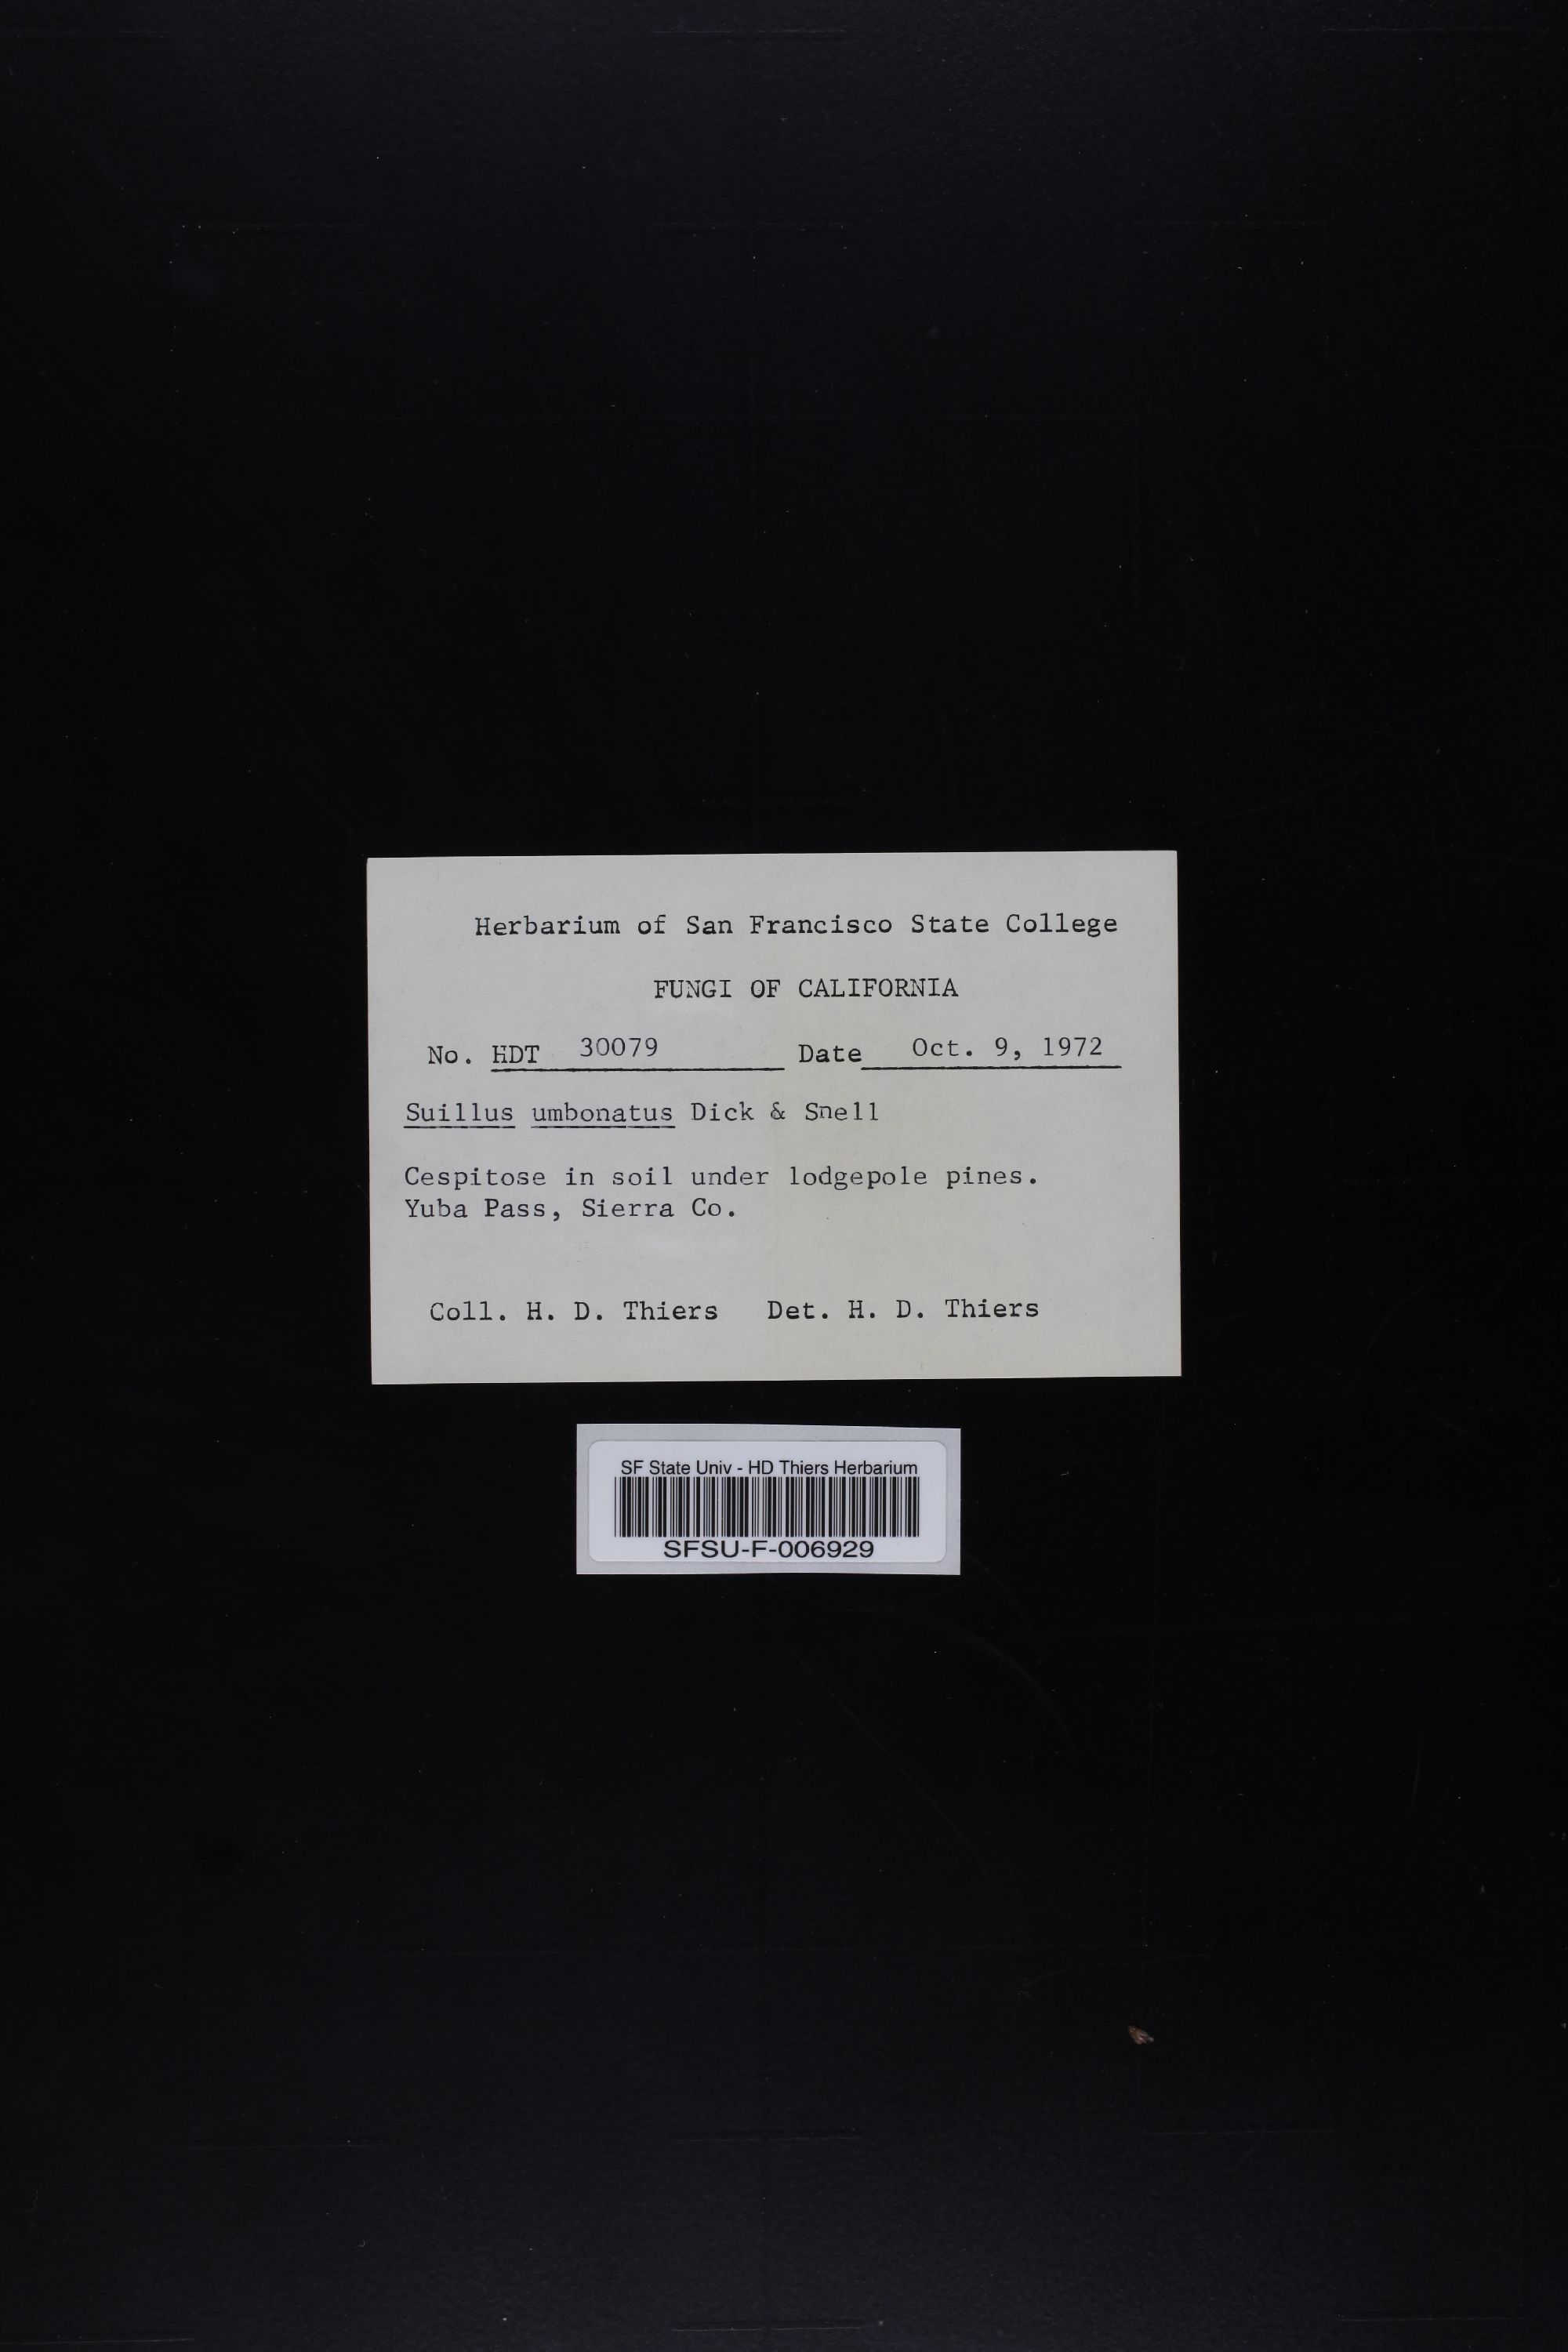 Herbarium of San Francisco State College
FUNGI OF CALIFORNIA
No. HDT 30079 Date Oct. 9, 1972
Suillus umbonatus Dick & Snell
Cespitose in soil under lodgepole pines.
Yuba Pass, Sierra Co.
Coll. H. D. Thiers Det. H. D. Thiers
SF State Univ - HD Thiers Herbarium
SFSU-F-006929